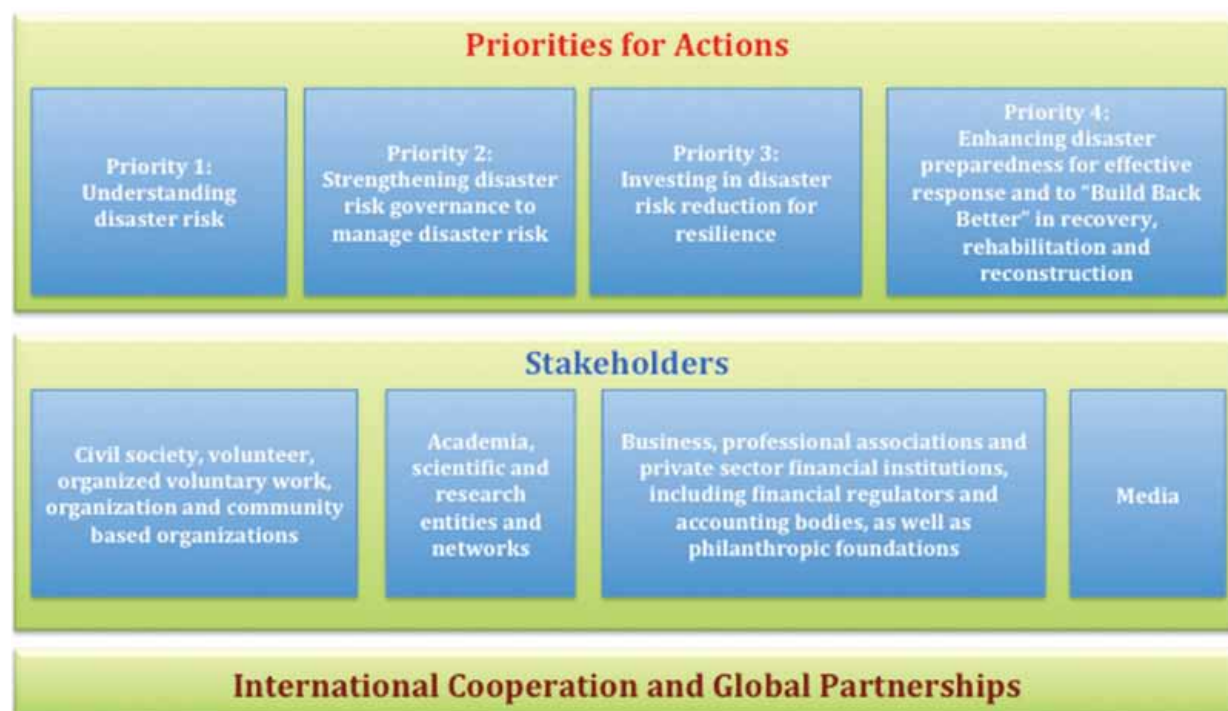 Priorities for Actions
Priority 1:
Understanding
disaster risk
Priority 2:
Strengthening disaster
risk governance to
manage disaster risk
Priority 3:
Investing in disaster
risk reduction for
resilience
Priority 4:
Enhancing disaster
preparedness for effective
response and to “Build Back
Better” in recovery,
rehabilitation and
reconstruction
Stakeholders
Civil society, volunteer,
organized voluntary work,
organization and community
based organizations
Academia,
scientific and
research
entities and
networks
Business, professional associations and
private sector financial institutions,
including financial regulators and
accounting bodies, as well as
philanthropic foundations
Media
International Cooperation and Global Partnerships